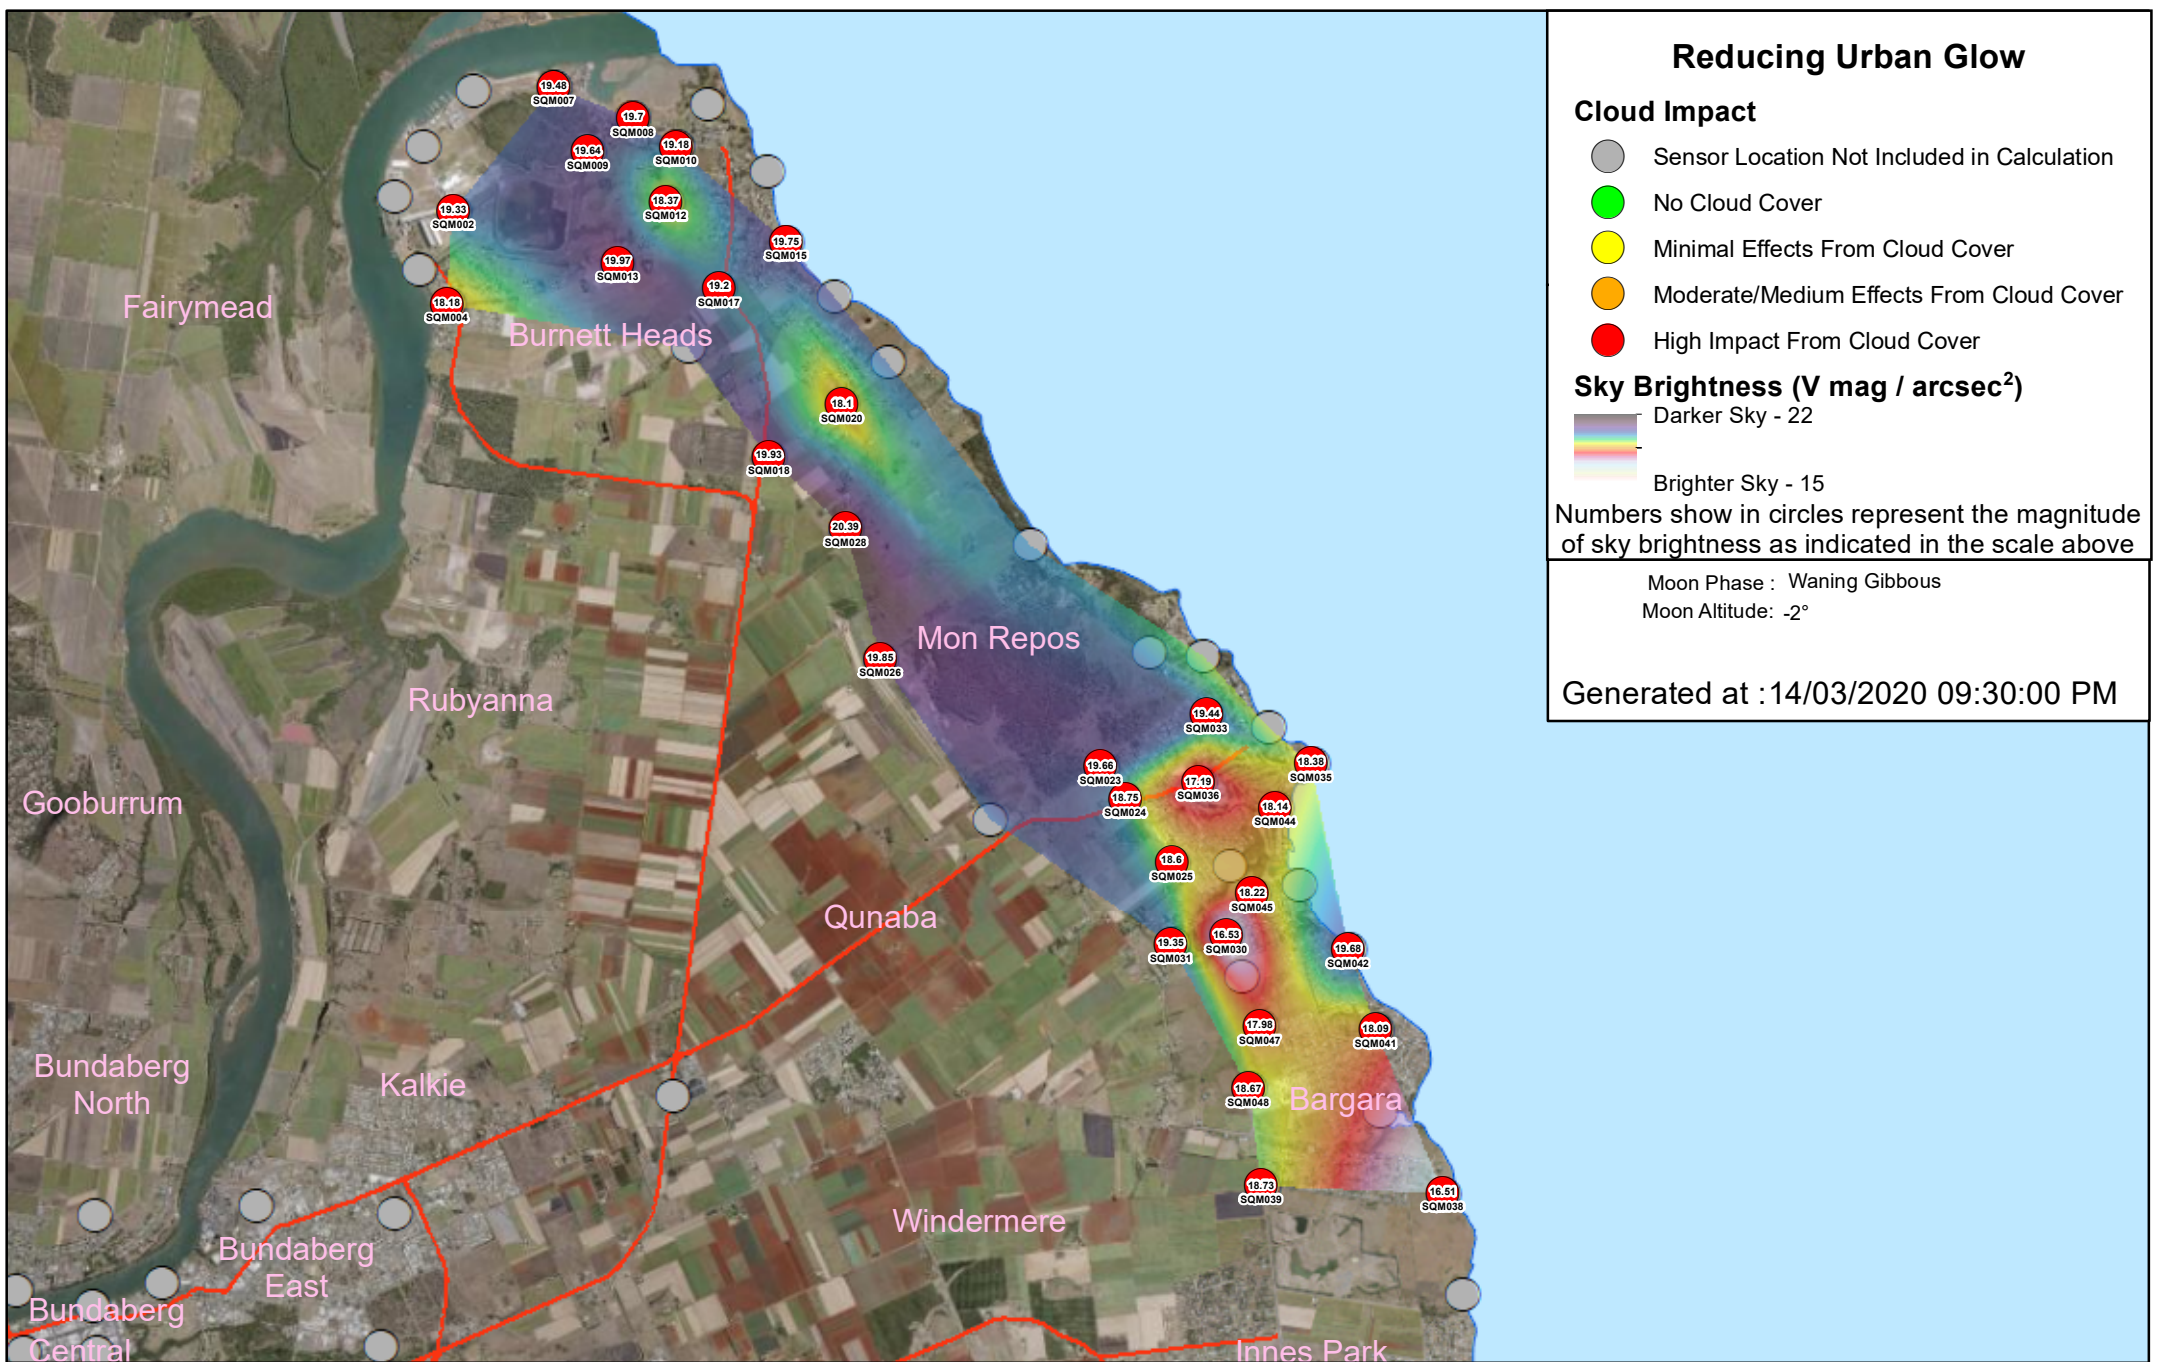 Reducing Urban Glow
Cloud Impact
Sensor Location Not Included in Calculation
No Cloud Cover
Minimal Effects From Cloud Cover
Moderate/Medium Effects From Cloud Cover
High Impact From Cloud Cover
Sky Brightness (V mag / arcsec²)
Darker Sky - 22
Brighter Sky - 15
Numbers show in circles represent the magnitude
of sky brightness as indicated in the scale above
Moon Phase : Waning Gibbous
Moon Altitude: -2°
Generated at :14/03/2020 09:30:00 PM
19.48
SQM007
19.7
SQM008
19.64
SQM009
19.18
SQM010
18.37
SQM012
19.33
SQM002
19.75
SQM015
19.97
SQM013
19.2
SQM017
18.18
SQM004
Fairymead
Burnett Heads
18.1
SQM020
19.93
SQM018
20.39
SQM028
Mon Repos
19.85
SQM026
Rubyanna
19.44
SQM033
19.66
SQM023
18.75
SQM024
17.19
SQM036
18.38
SQM035
18.14
SQM044
Gooburrum
18.6
SQM025
18.22
SQM045
Qunaba
16.53
SQM030
19.35
SQM031
19.68
SQM042
17.98
SQM047
18.09
SQM041
Bundaberg
North
Kalkie
18.67
SQM048
Bargara
18.73
SQM039
16.51
SQM038
Windermere
Bundaberg
East
Bundaberg
Central
Innes Park